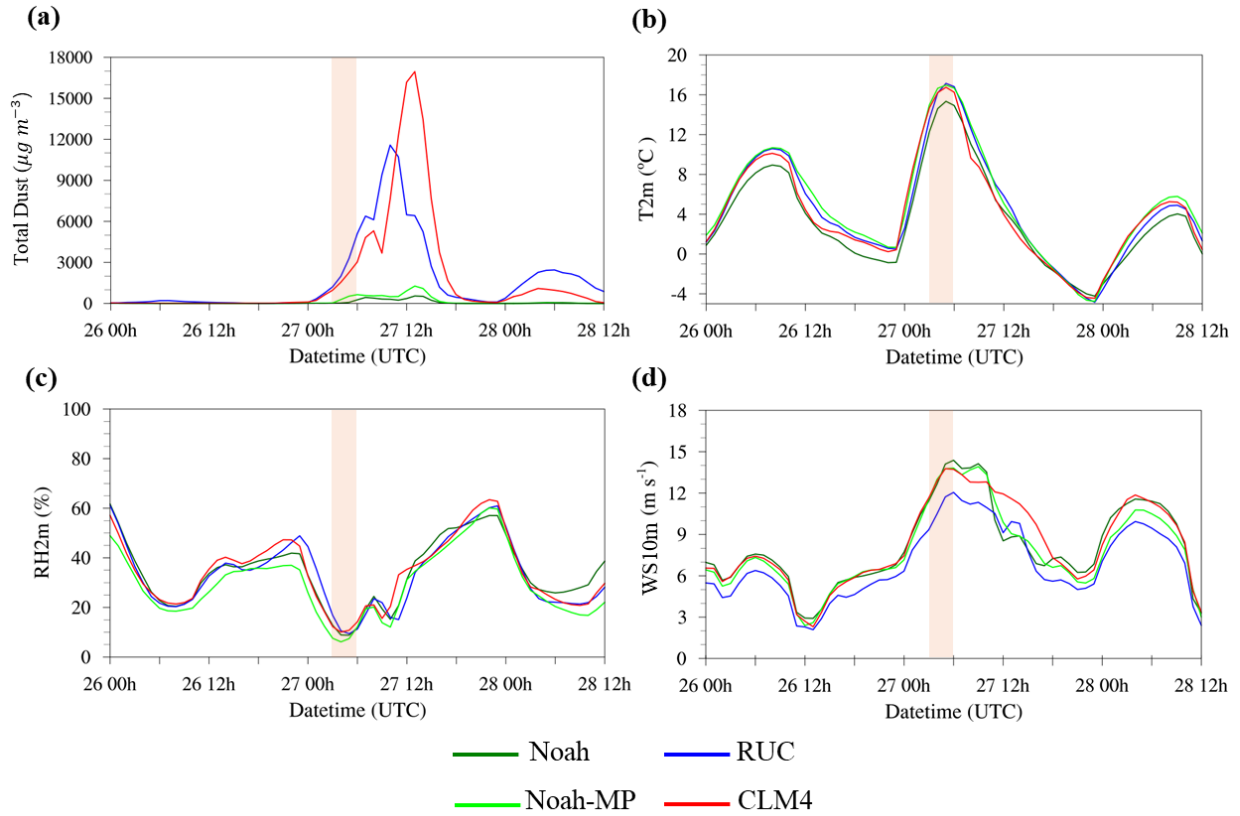 (a)
Total Dust (μg m⁻³)
18000
15000
12000
9000
6000
3000
0
26 00h 26 12h 27 00h 27 12h 28 00h 28 12h
Datetime (UTC)
(b)
T2m (°C)
20
16
12
8
4
0
-4
26 00h 26 12h 27 00h 27 12h 28 00h 28 12h
Datetime (UTC)
(c)
RH2m (%)
100
80
60
40
20
0
26 00h 26 12h 27 00h 27 12h 28 00h 28 12h
Datetime (UTC)
(d)
WS10m (m s⁻¹)
18
15
12
9
6
3
0
26 00h 26 12h 27 00h 27 12h 28 00h 28 12h
Datetime (UTC)
Noah RUC
Noah-MP CLM4